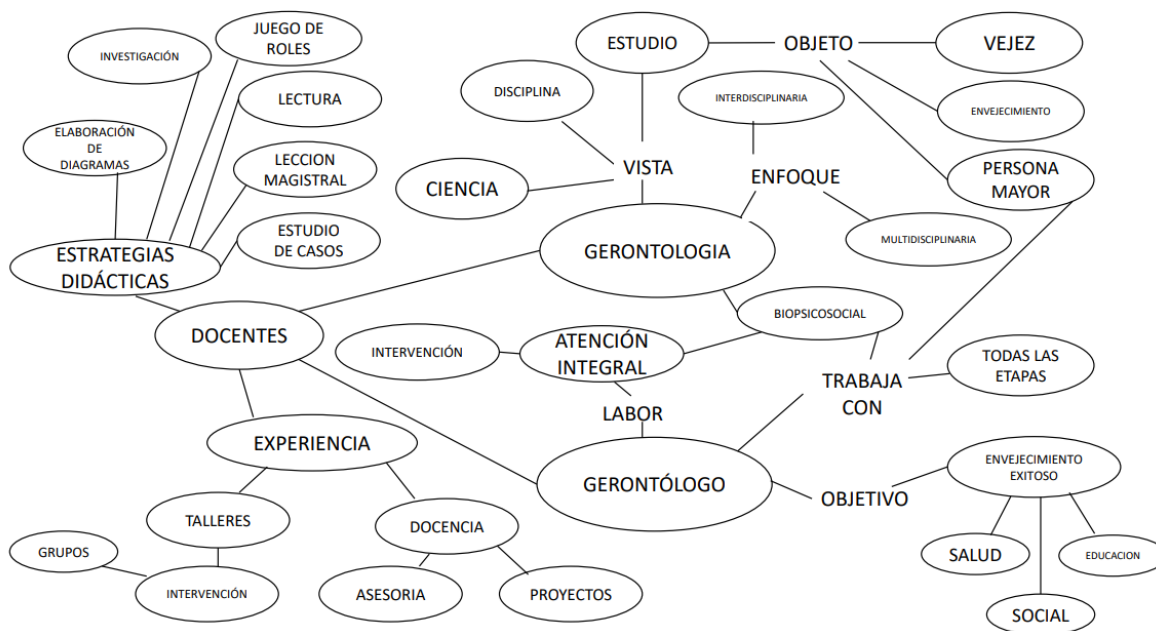 JUEGO DE
ROLES
INVESTIGACIÓN
ESTUDIO
OBJETO
VEJEZ
DISCIPLINA
INTERDISCIPLINARIA
LECTURA
ENVEJECIMIENTO
ELABORACIÓN
DE
DIAGRAMAS
LECCION
MAGISTRAL
CIENCIA
VISTA
ENFOQUE
PERSONA
MAYOR
ESTUDIO
DE CASOS
MULTIDISCIPLINARIA
ESTRATEGIAS
DIDÁCTICAS
GERONTOLOGIA
DOCENTES
BIOPSICOSOCIAL
INTERVENCIÓN
ATENCIÓN
INTEGRAL
TODAS LAS
ETAPAS
TRABAJA
CON
LABOR
EXPERIENCIA
GERONTÓLOGO
ENVEJECIMIENTO
EXITOSO
OBJETIVO
TALLERES
DOCENCIA
GRUPOS
SALUD
EDUCACION
INTERVENCIÓN
ASESORIA
PROYECTOS
SOCIAL